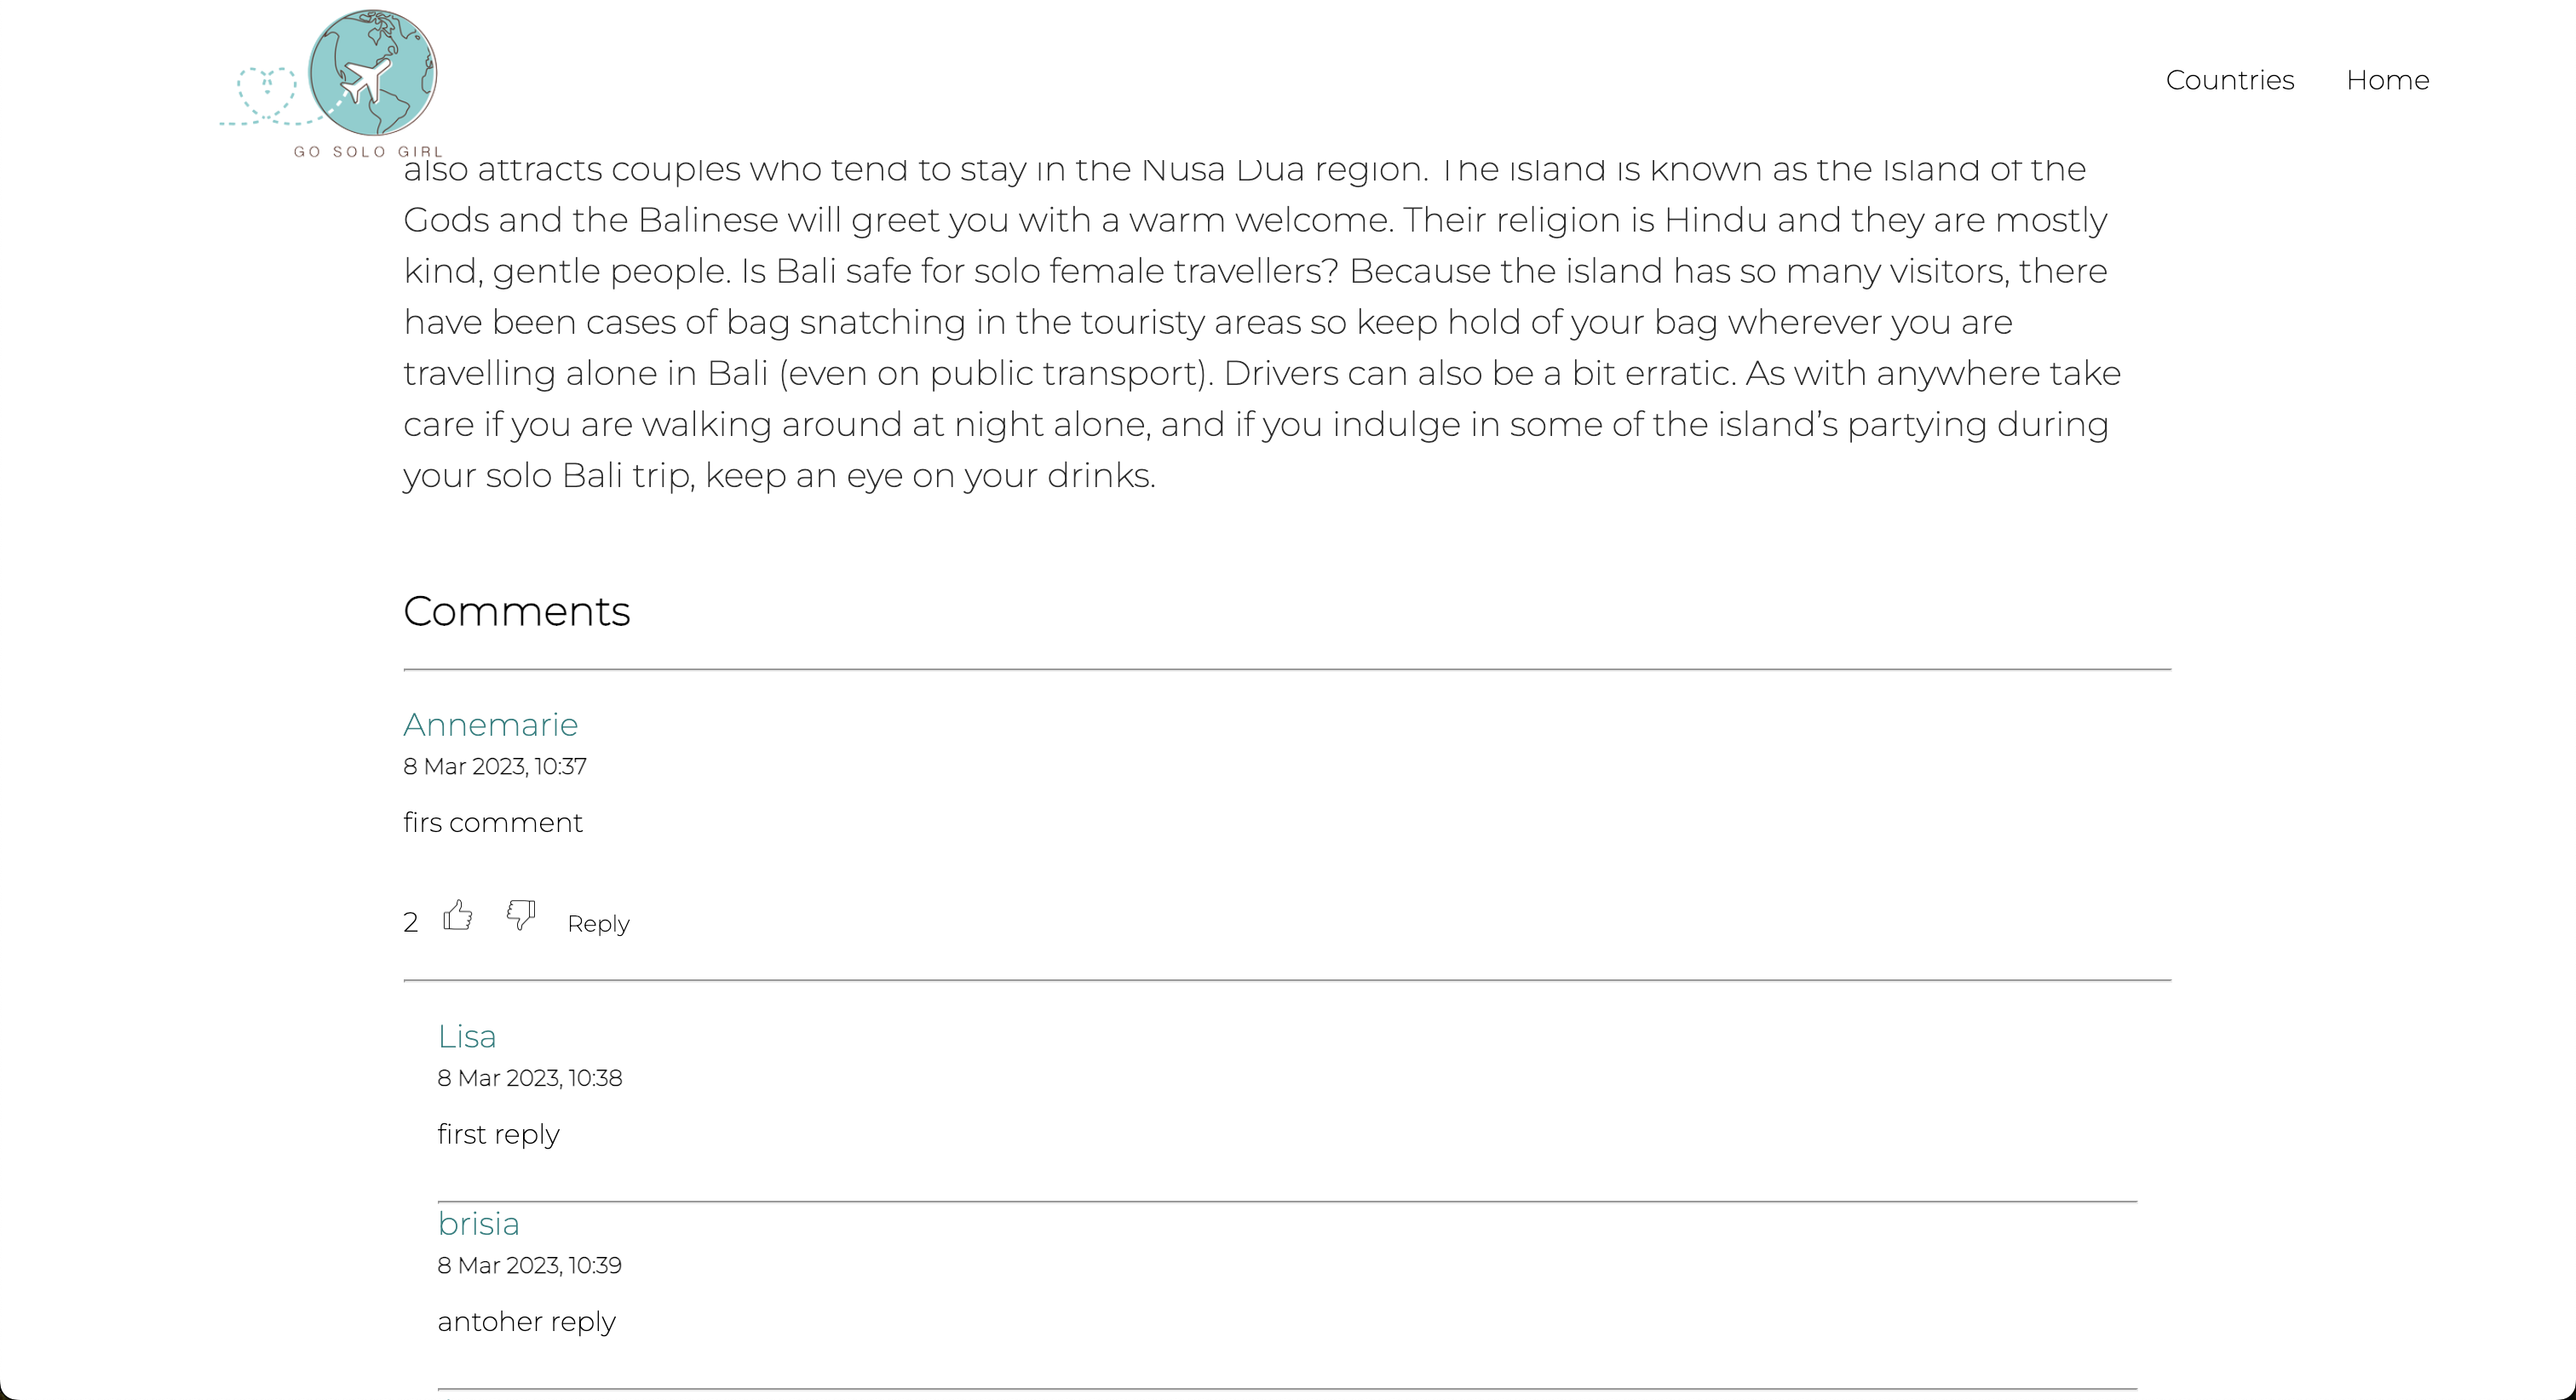 GO SOLO GIRL
Countries Home
also attracts couples who tend to stay in the Nusa Dua region. The island is known as the Island of the
Gods and the Balinese will greet you with a warm welcome. Their religion is Hindu and they are mostly
kind, gentle people. Is Bali safe for solo female travellers? Because the island has so many visitors, there
have been cases of bag snatching in the touristy areas so keep hold of your bag wherever you are
travelling alone in Bali (even on public transport). Drivers can also be a bit erratic. As with anywhere take
care if you are walking around at night alone, and if you indulge in some of the island’s partying during
your solo Bali trip, keep an eye on your drinks.
Comments
Annemarie
8 Mar 2023, 10:37
firs comment
2 Reply
Lisa
8 Mar 2023, 10:38
first reply
brisia
8 Mar 2023, 10:39
antoher reply